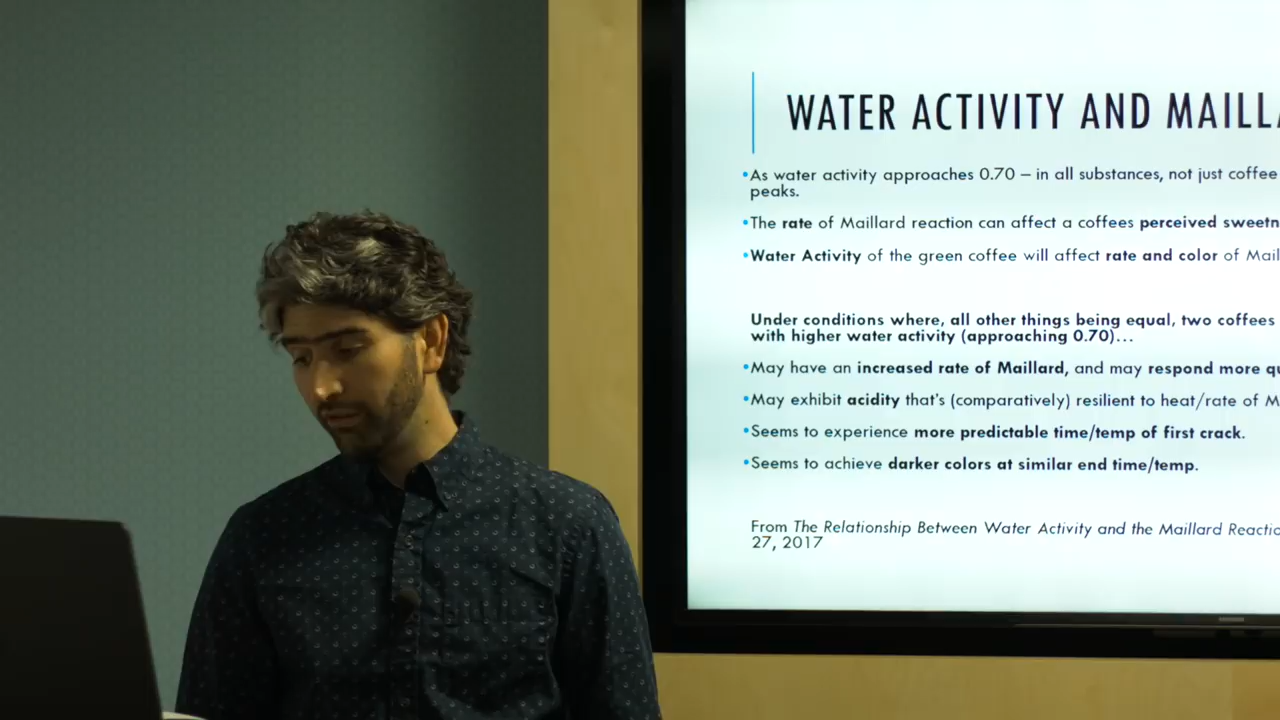 WATER ACTIVITY AND MAILLA
•As water activity approaches 0.70 – in all substances, not just coffee
peaks.
•The rate of Maillard reaction can affect a coffees perceived sweetn
•Water Activity of the green coffee will affect rate and color of Mail
Under conditions where, all other things being equal, two coffees
with higher water activity (approaching 0.70)…
•May have an increased rate of Maillard, and may respond more qu
•May exhibit acidity that's (comparatively) resilient to heat/rate of M
•Seems to experience more predictable time/temp of first crack.
•Seems to achieve darker colors at similar end time/temp.
From The Relationship Between Water Activity and the Maillard Reactio
27, 2017